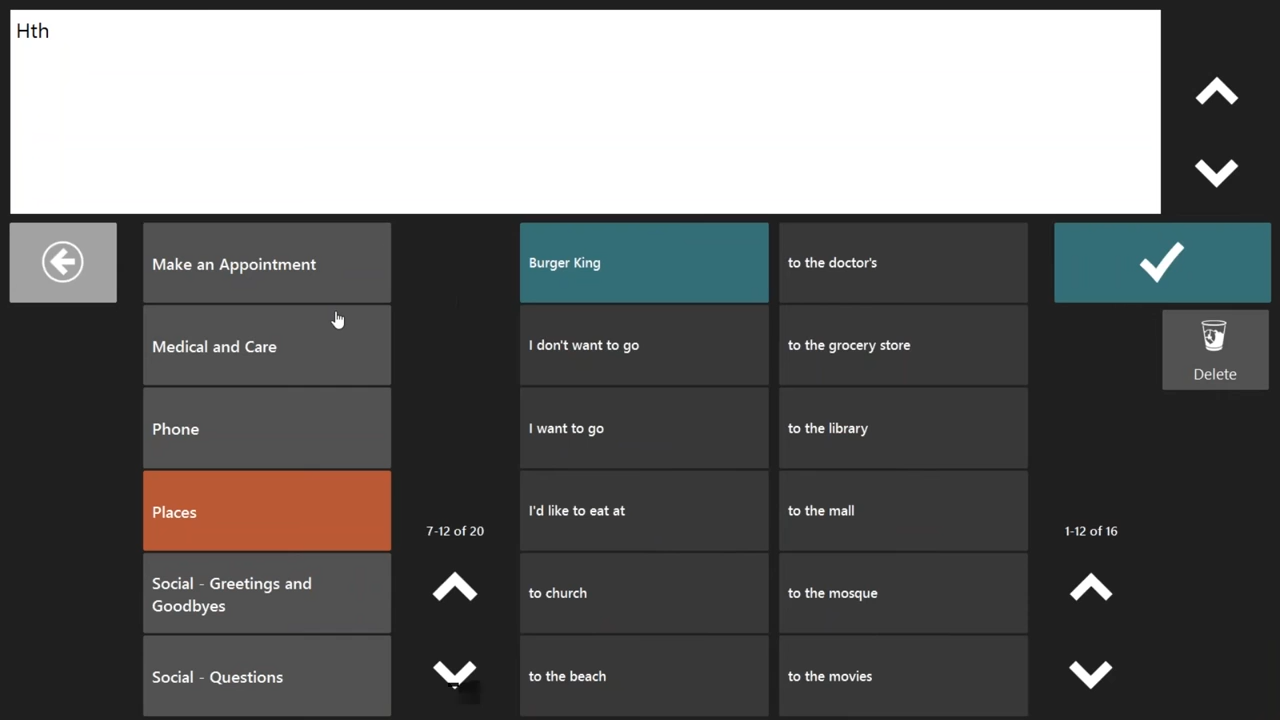 Hth
Make an Appointment
Medical and Care
Phone
Places
Social - Greetings and
Goodbyes
Social - Questions
7-12 of 20
Burger King
I don't want to go
I want to go
I'd like to eat at
to church
to the beach
to the doctor's
to the grocery store
to the library
to the mall
to the mosque
to the movies
Delete
1-12 of 16